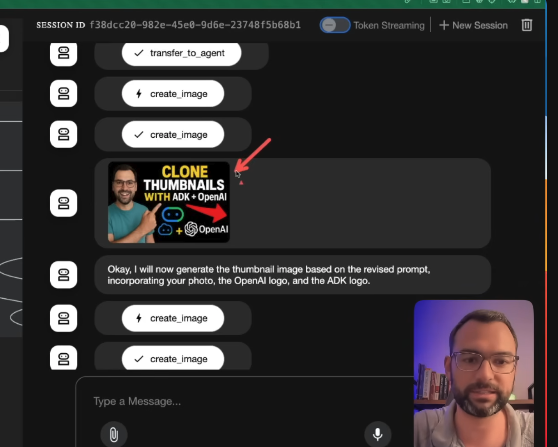 SESSION ID f38dcc20-982e-45e0-9d6e-23748f5b68b1 Token Streaming + New Session
transfer_to_agent
create_image
create_image
CLONE
THUMBNAILS
WITH ADK + OpenAI
+ OpenAI
Okay, I will now generate the thumbnail image based on the revised prompt,
incorporating your photo, the OpenAI logo, and the ADK logo.
create_image
create_image
Type a Message...